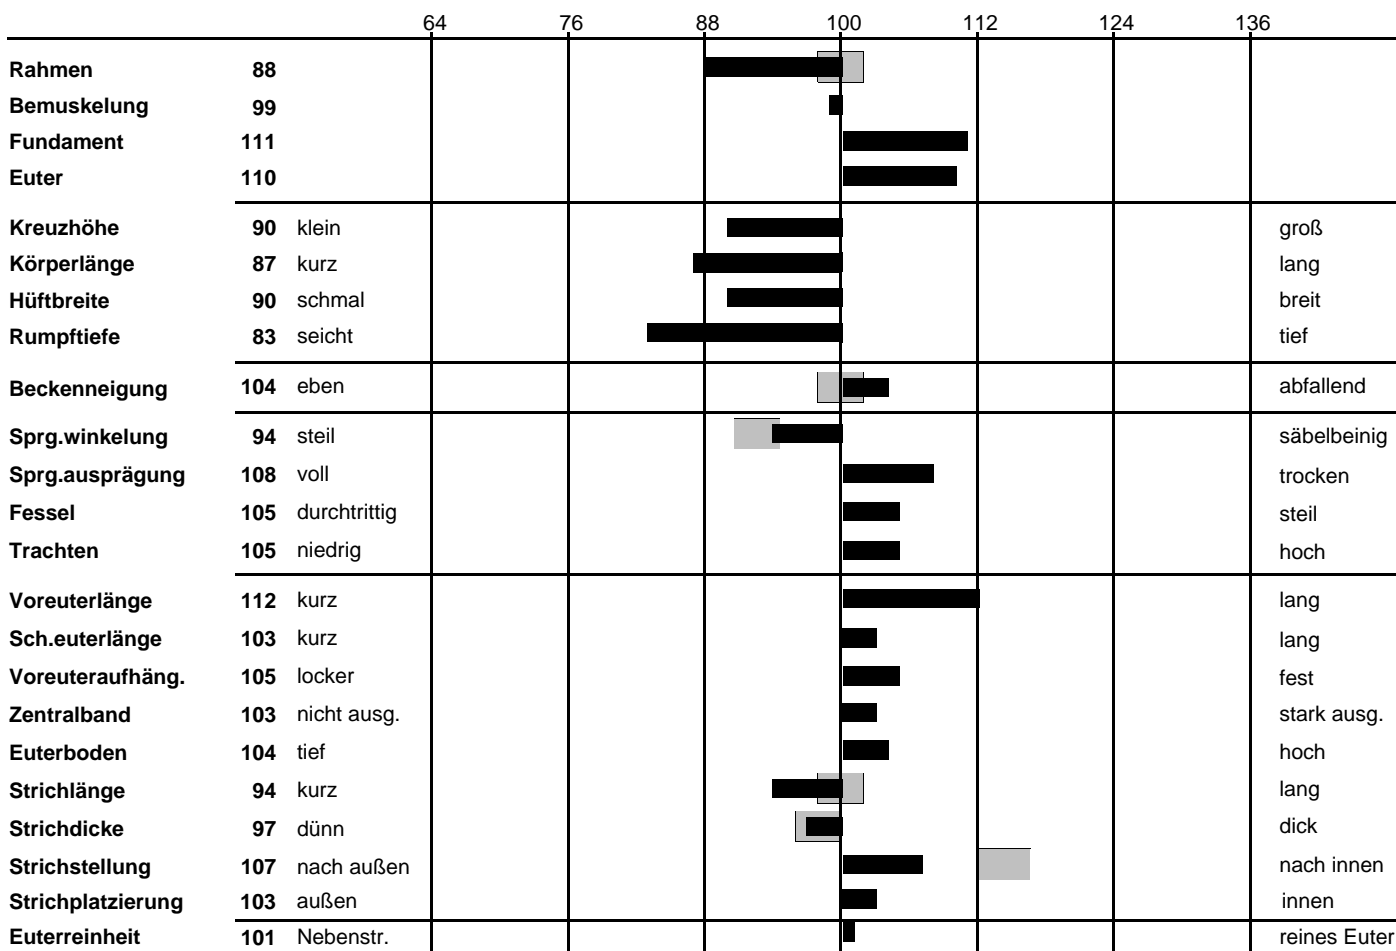 64 76 88 100 112 124 136
Rahmen 88
Bemuskelung 99
Fundament 111
Euter 110
Kreuzhöhe 90 klein groß
Körperlänge 87 kurz lang
Hüftbreite 90 schmal breit
Rumpftiefe 83 seicht tief
Beckenneigung 104 eben abfallend
Sprg.winkelung 94 steil säbelbeinig
Sprg.ausprägung 108 voll trocken
Fessel 105 durchtrittig steil
Trachten 105 niedrig hoch
Voreuterlänge 112 kurz lang
Sch.euterlänge 103 kurz lang
Voreuteraufhäng. 105 locker fest
Zentralband 103 nicht ausg. stark ausg.
Euterboden 104 tief hoch
Strichlänge 94 kurz lang
Strichdicke 97 dünn dick
Strichstellung 107 nach außen nach innen
Strichplatzierung 103 außen innen
Euterreinheit 101 Nebenstr. reines Euter